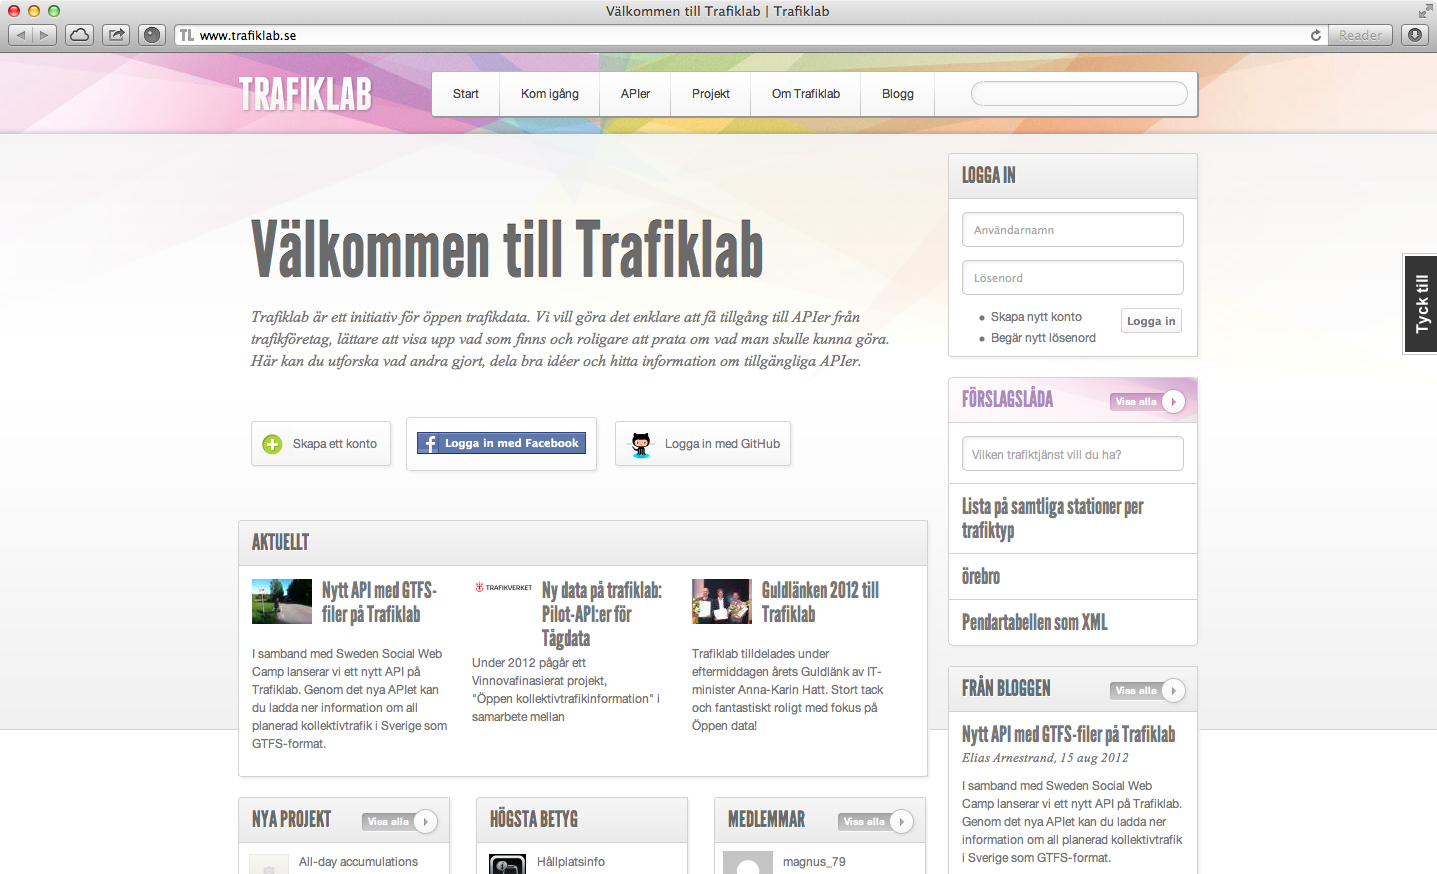 Välkommen till Trafiklab | Trafiklab
TL www.trafiklab.se
Reader
TRAFIKLAB
Start
Kom igång
APIer
Projekt
Om Trafiklab
Blogg
Välkommen till Trafiklab
Trafiklab är ett initiativ för öppen trafikdata. Vi vill göra det enklare att få tillgång till APIer från
trafikföretag, lättare att visa upp vad som finns och roligare att prata om vad man skulle kunna göra.
Här kan du utforska vad andra gjort, dela bra idéer och hitta information om tillgängliga APIer.
Skapa ett konto
Logga in med Facebook
Logga in med GitHub
LOGGA IN
Användarnamn
Lösenord
Skapa nytt konto
Begär nytt lösenord
Logga in
Tyck till
FÖRSLAGSLÅDA
Visa alla
Vilken trafiktjänst vill du ha?
Lista på samtliga stationer per
trafiktyp
örebro
Pendartabellen som XML
AKTUELLT
Nytt API med GTFS-
filer på Trafiklab
I samband med Sweden Social Web
Camp lanserar vi ett nytt API på
Trafiklab. Genom det nya APIet kan
du ladda ner information om all
planerad kollektivtrafik i Sverige som
GTFS-format.
TRAFIKVERKET
Ny data på trafiklab:
Pilot-API:er för
Tågdata
Under 2012 pågår ett
Vinnovafinasierat projekt,
"Öppen kollektivtrafikinformation" i
samarbete mellan
Guldlänken 2012 till
Trafiklab
Trafiklab tilldelades under
eftermiddagen årets Guldlänk av IT-
minister Anna-Karin Hatt. Stort tack
och fantastiskt roligt med fokus på
Öppen data!
FRÅN BLOGGEN
Visa alla
Nytt API med GTFS-filer på Trafiklab
Elias Arnestrand, 15 aug 2012
I samband med Sweden Social Web
Camp lanserar vi ett nytt API på Trafiklab.
Genom det nya APIet kan du ladda ner
information om all planerad kollektivtrafik
i Sverige som GTFS-format.
NYA PROJEKT
Visa alla
All-day accumulations
HÖGSTA BETYG
Hållplatsinfo
MEDLEMMAR
Visa alla
magnus_79